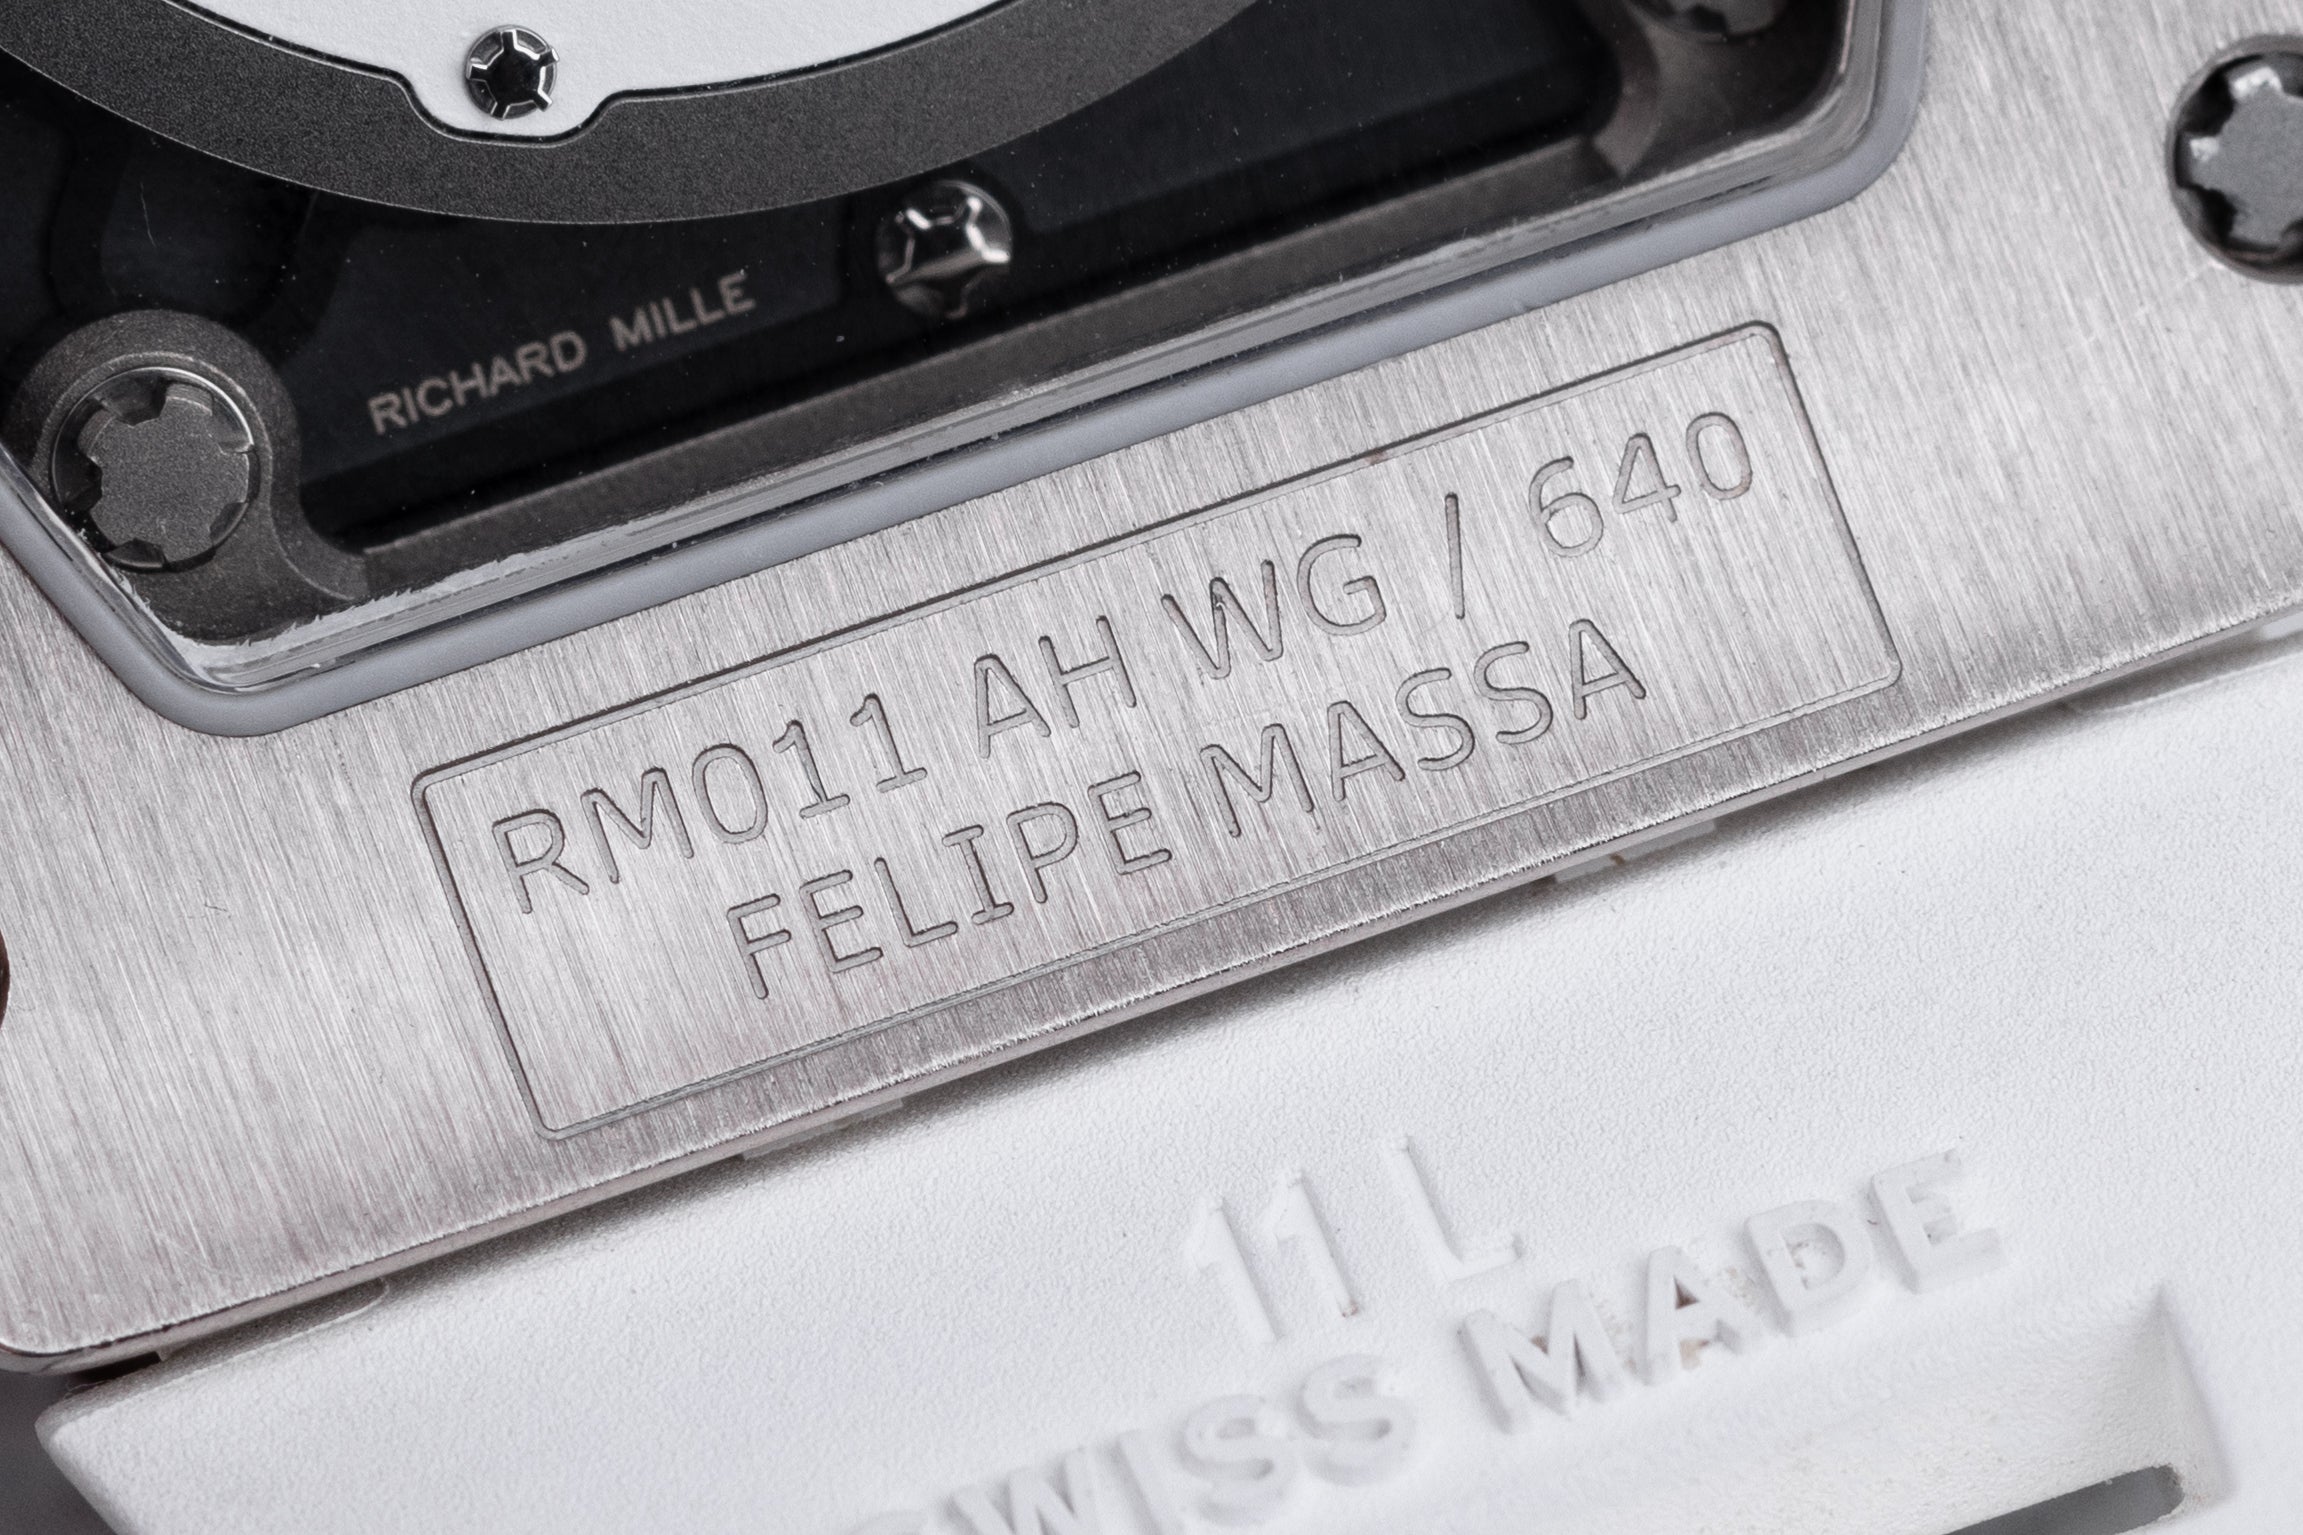 RICHARD MILLE
RM011 AH WG / 640
FELIPE MASSA
11 L
SWISS MADE